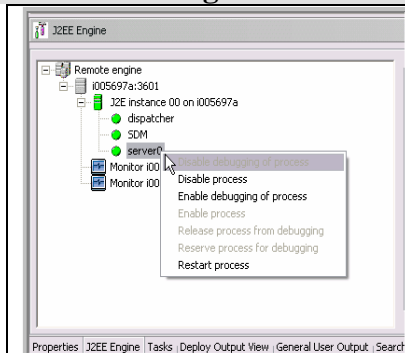 J2EE Engine
Remote engine
i005697a:3601
J2E instance 00 on i005697a
dispatcher
SDM
server0
Disable debugging of process
Monitor i00
Disable process
Monitor i00
Enable debugging of process
Enable process
Release process from debugging
Reserve process for debugging
Restart process
Properties J2EE Engine Tasks Deploy Output View General User Output Search